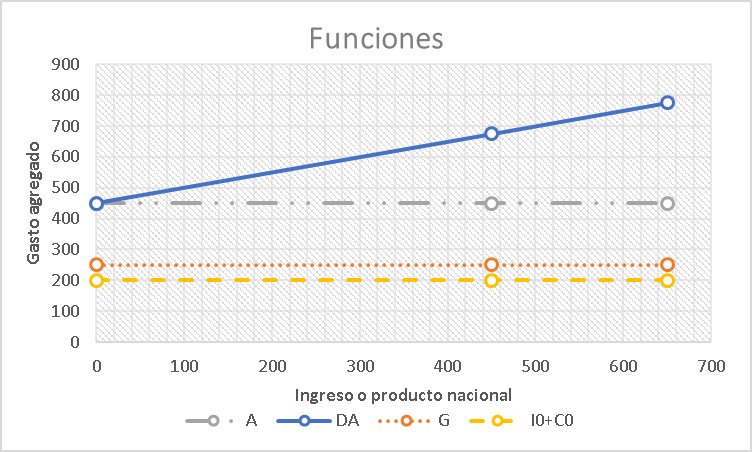 Funciones
900
800
700
600
500
400
300
200
100
0
Gasto agregado
0 100 200 300 400 500 600 700
Ingreso o producto nacional
A DA G I0+C0